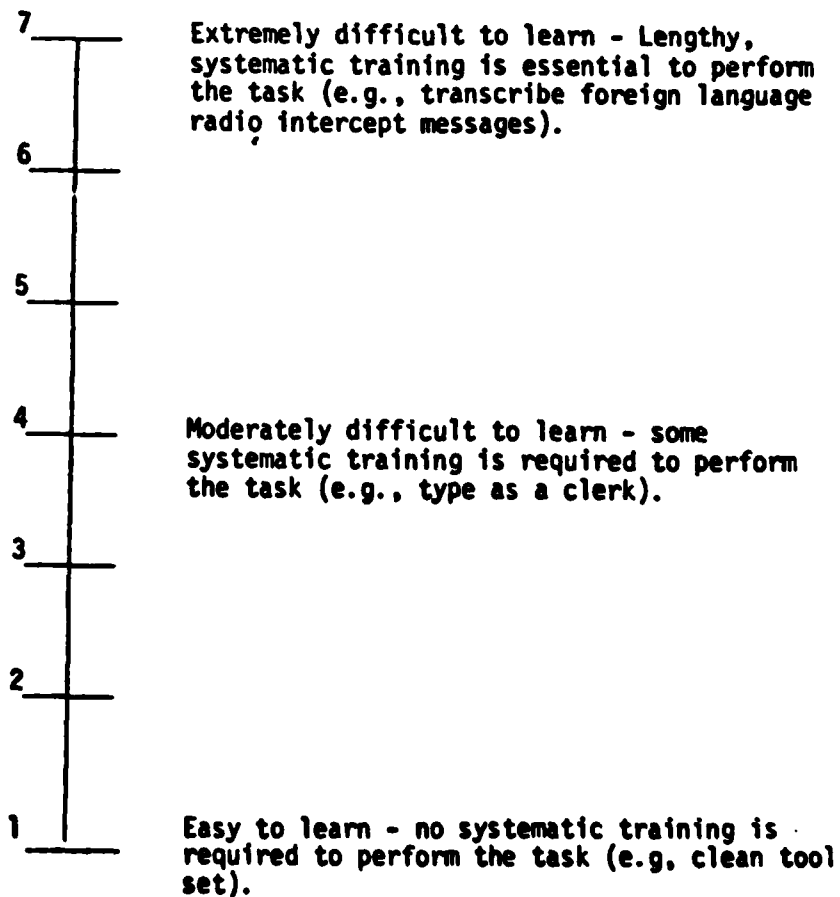 7
Extremely difficult to learn - Lengthy,
systematic training is essential to perform
the task (e.g., transcribe foreign language
radio intercept messages).
6
5
4
Moderately difficult to learn - some
systematic training is required to perform
the task (e.g., type as a clerk).
3
2
1
Easy to learn - no systematic training is
required to perform the task (e.g, clean tool
set).